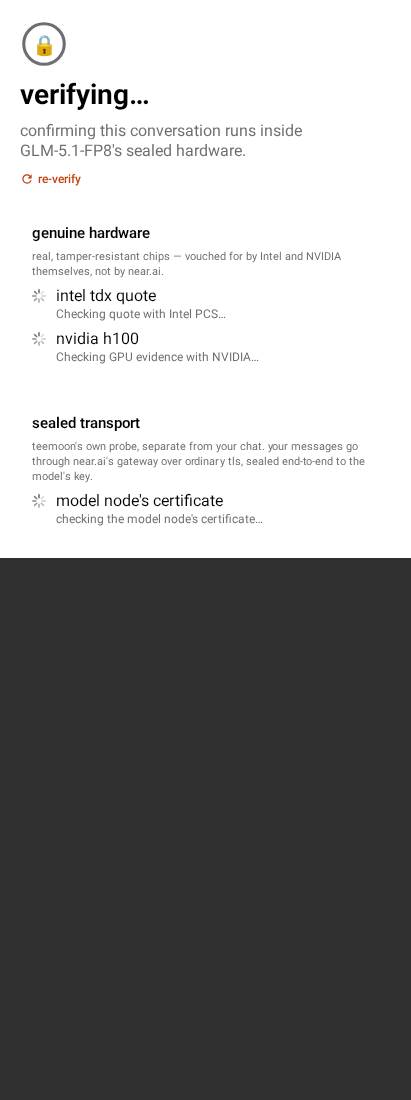 verifying…
confirming this conversation runs inside
GLM-5.1-FP8's sealed hardware.
re-verify
genuine hardware
real, tamper-resistant chips — vouched for by Intel and NVIDIA
themselves, not by near.ai.
intel tdx quote
Checking quote with Intel PCS…
nvidia h100
Checking GPU evidence with NVIDIA…
sealed transport
teemoon's own probe, separate from your chat. your messages go
through near.ai's gateway over ordinary tls, sealed end-to-end to the
model's key.
model node's certificate
checking the model node's certificate…